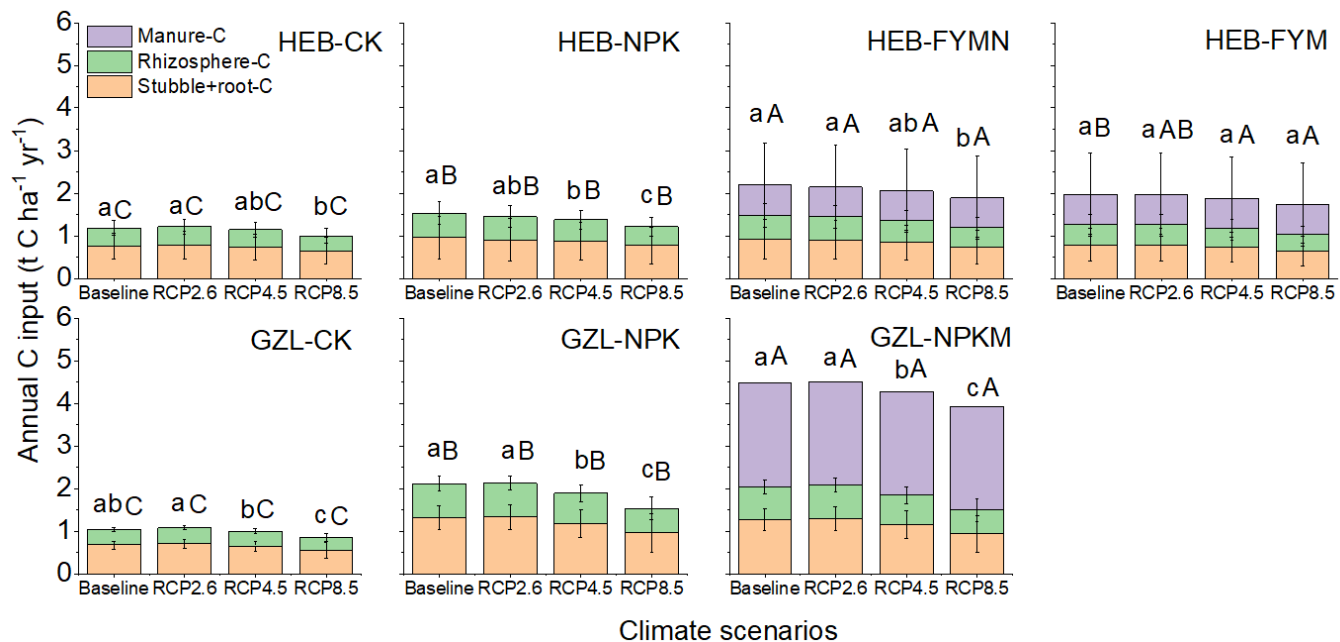 Annual C input (t C ha⁻¹ yr⁻¹)
6
5
4
3
2
1
0
Manure-C
Rhizosphere-C
Stubble+root-C
HEB-CK
aC aC abC bC
Baseline RCP2.6 RCP4.5 RCP8.5
HEB-NPK
aB abB bB cB
Baseline RCP2.6 RCP4.5 RCP8.5
HEB-FYMN
aA aA abA bA
Baseline RCP2.6 RCP4.5 RCP8.5
HEB-FYM
aB aAB aA aA
Baseline RCP2.6 RCP4.5 RCP8.5
6
5
4
3
2
1
0
GZL-CK
abC aC bC cC
Baseline RCP2.6 RCP4.5 RCP8.5
GZL-NPK
aB aB bB cB
Baseline RCP2.6 RCP4.5 RCP8.5
GZL-NPKM
aA aA bA cA
Baseline RCP2.6 RCP4.5 RCP8.5
Climate scenarios